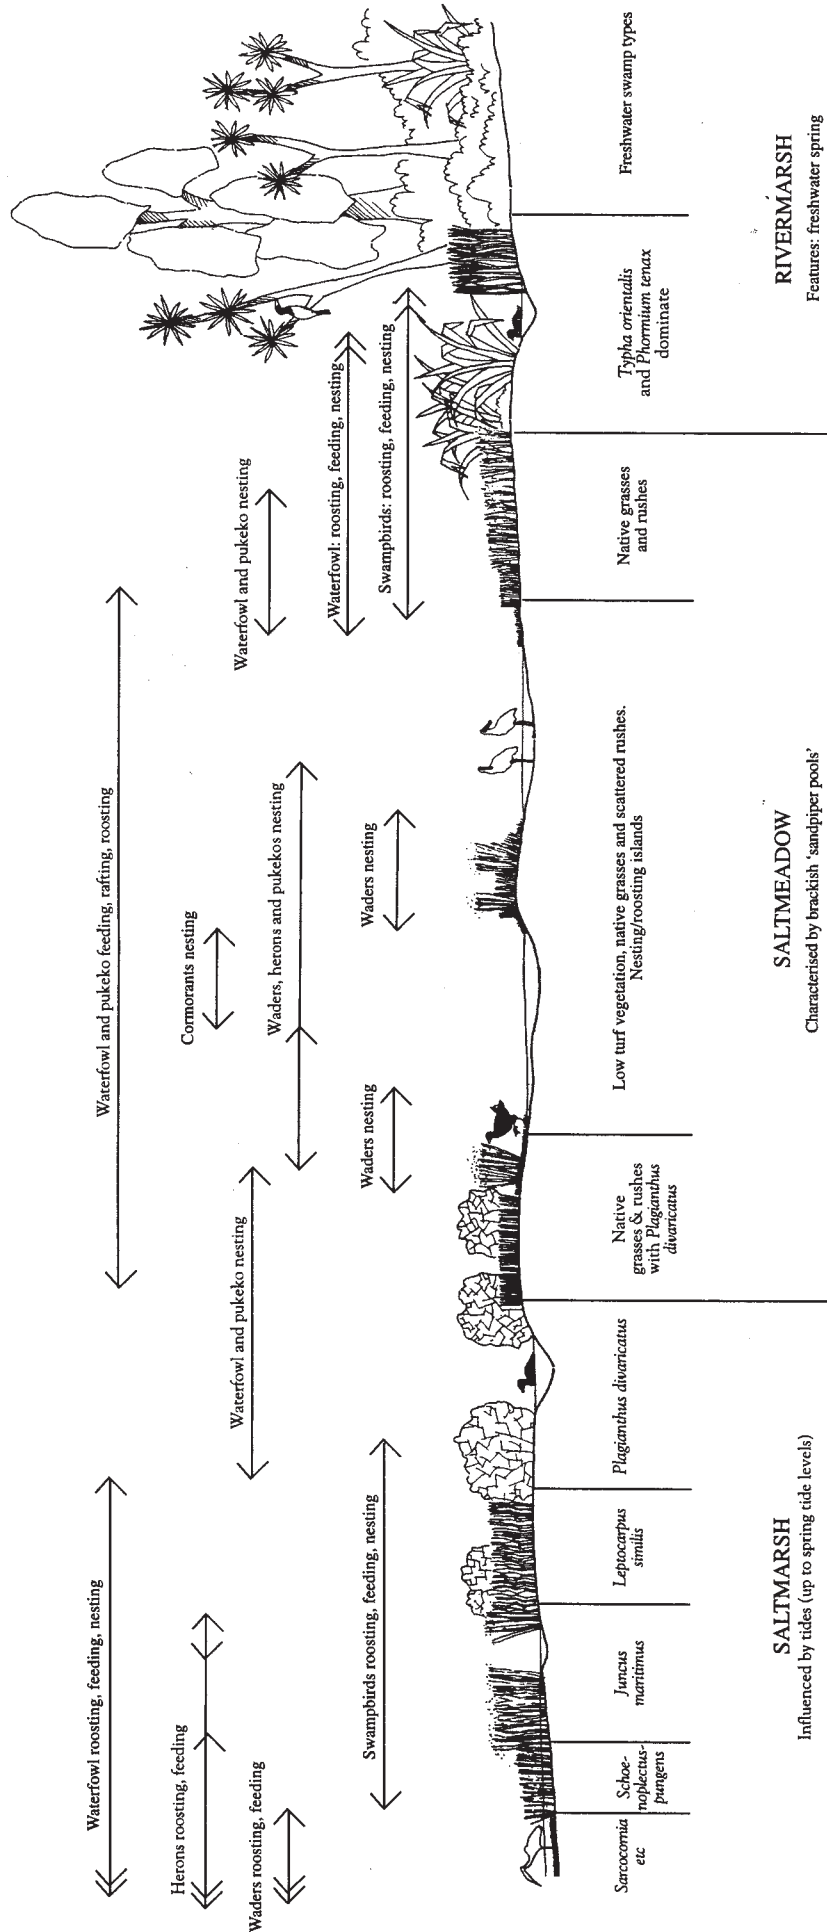 Waterfowl roosting, feeding, nesting
Waterfowl and pukeko feeding, rafting, roosting
Herons roosting, feeding
Cormorants nesting
Waterfowl and pukeko nesting
Waterfowl and pukeko nesting
Waders roosting, feeding
Waders, herons and pukekos nesting
Waterfowl: roosting, feeding, nesting
Swampbirds roosting, feeding, nesting
Waders nesting
Waders nesting
Swampbirds: roosting, feeding, nesting
Sarcocornia
etc
Schoe-
noplectus-
pungens
Juncus
maritimus
Leptocarpus
similis
Plagianthus divaricatus
Native
grasses & rushes
with Plagianthus
divaricatus
Low turf vegetation, native grasses and scattered rushes.
Nesting/roosting islands
Native grasses
and rushes
Typha orientalis
and Phormium tenax
dominate
Freshwater swamp types
SALTMARSH
Influenced by tides (up to spring tide levels)
SALTMEADOW
Characterised by brackish 'sandpiper pools'
RIVERMARSH
Features: freshwater spring